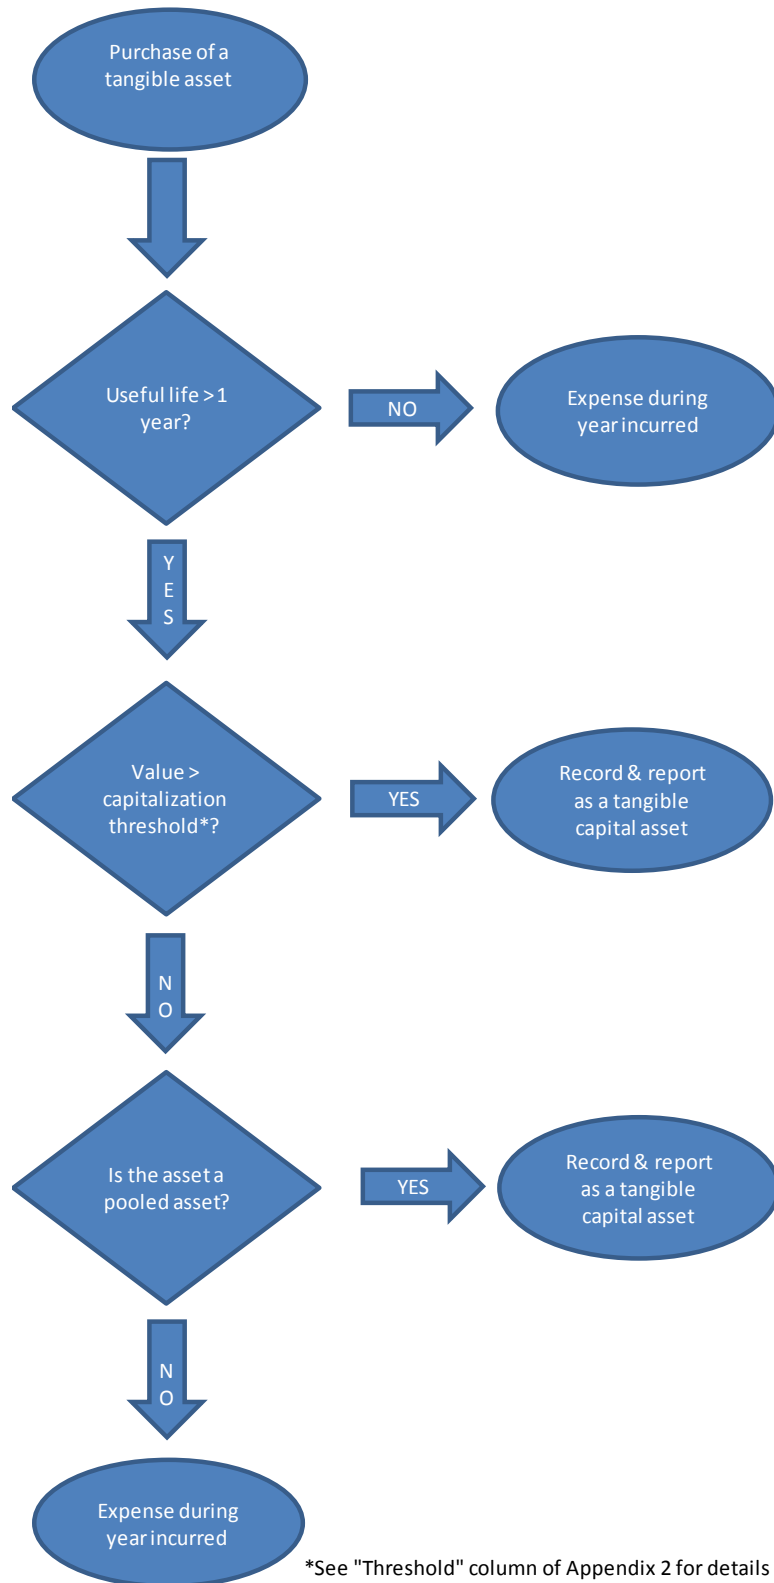 Purchase of a
tangible asset
Useful life >1
year?
NO
Expense during
year incurred
Y
E
S
Value >
capitalization
threshold*?
YES
Record & report
as a tangible
capital asset
N
O
Is the asset a
pooled asset?
YES
Record & report
as a tangible
capital asset
N
O
Expense during
year incurred
*See "Threshold" column of Appendix 2 for details